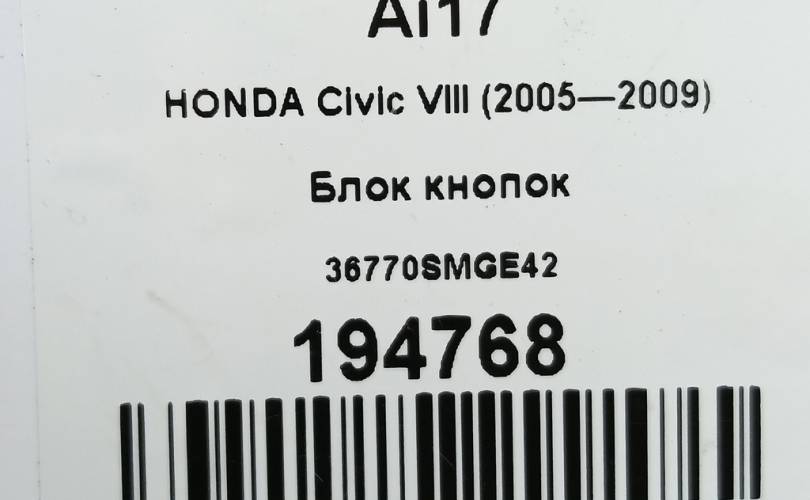 Ai17
HONDA Civic VIII (2005—2009)
Блок кнопок
36770SMGE42
194768